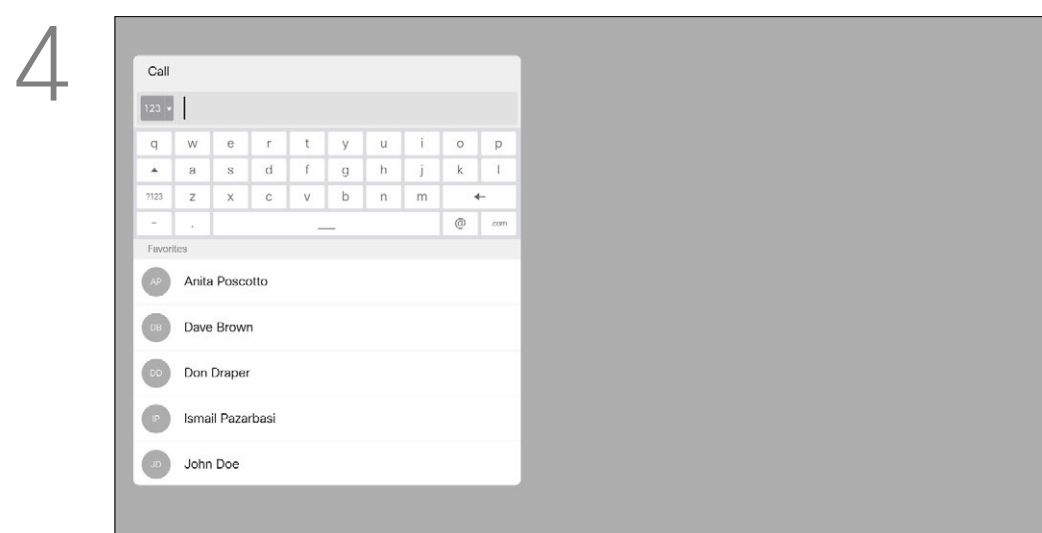 4
Call
123
q w e r t y u i o p
a s d f g h j k l
?123 z x c v b n m
- . @ .com
Favorites
AP Anita Poscotto
DB Dave Brown
DD Don Draper
IP Ismail Pazarbasi
JD John Doe